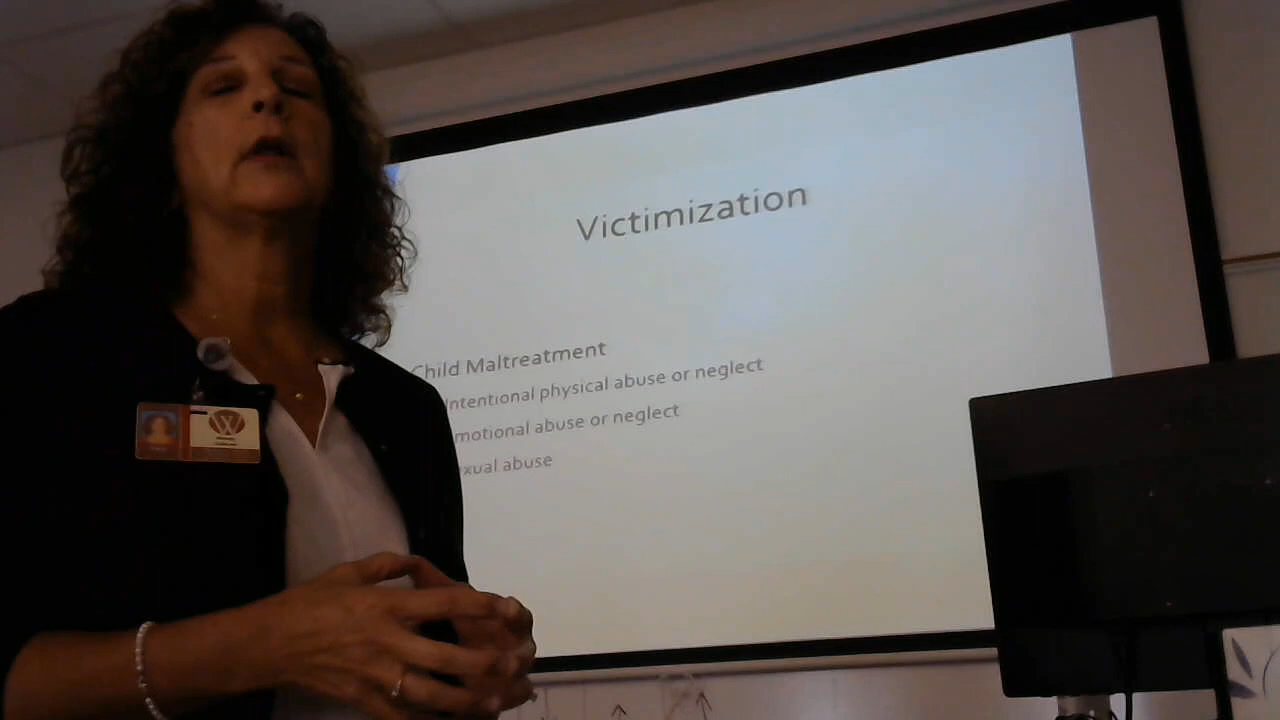 Victimization
Child Maltreatment
Intentional physical abuse or neglect
motional abuse or neglect
xual abuse
W